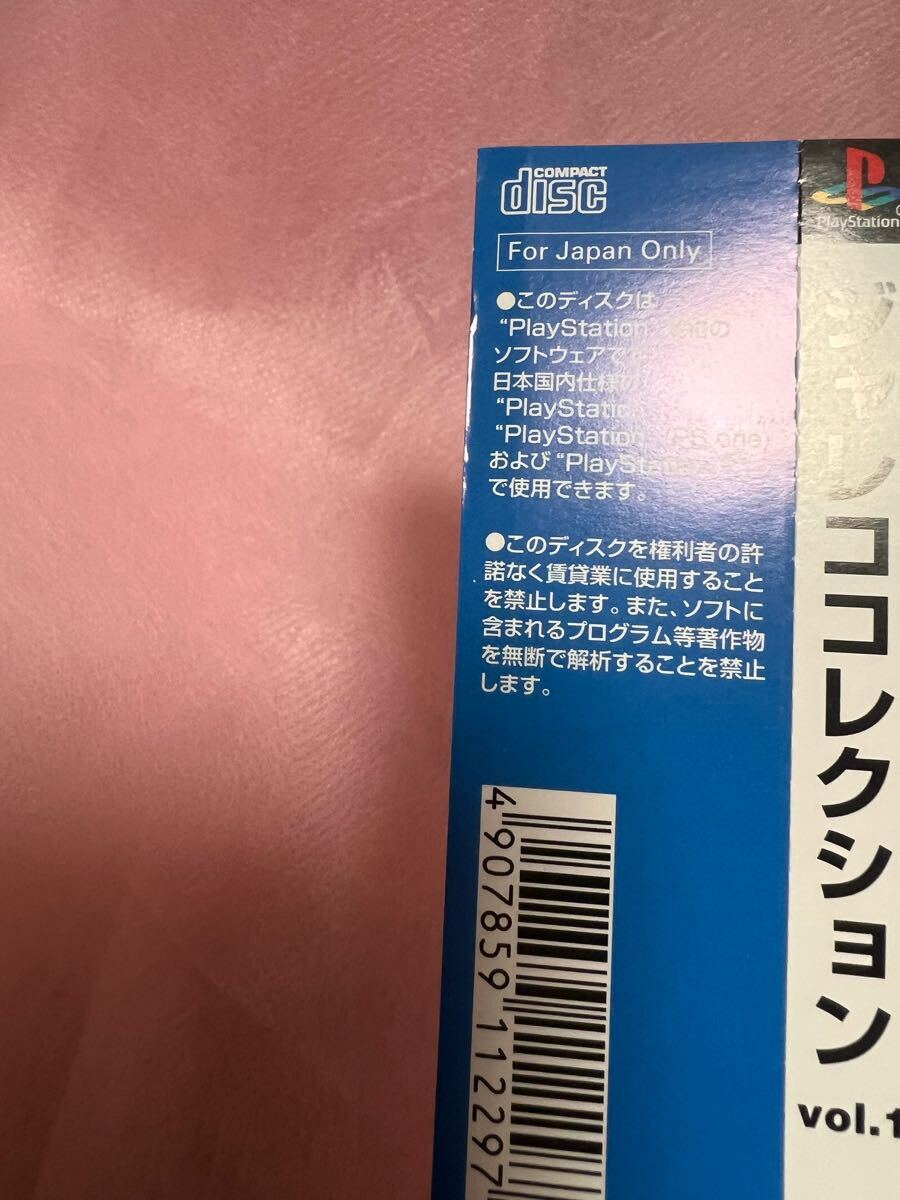 COMPACT
disc
For Japan Only
●このディスクは
“PlayStation
ソフトウェアで
日本国内仕様の
“PlayStation
“PlayStation (PS one)
および“PlayStation
で使用できます。
●このディスクを権利者の許
諾なく賃貸業に使用すること
を禁止します。また、ソフトに
含まれるプログラム等著作物
を無断で解析することを禁止
します。
4907859112297
PlayStation
ジャレココレクション
vol.1